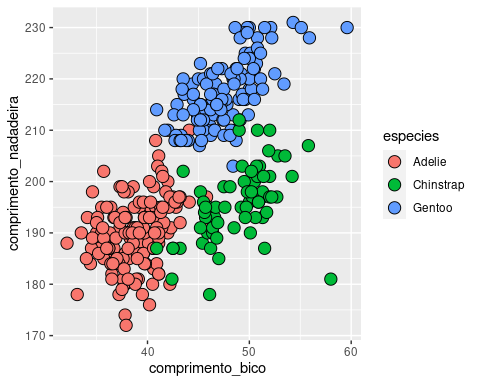 230
220
210
200
190
180
170
40
50
60
comprimento_bico
comprimento_nadadeira
especies
Adelie
Chinstrap
Gentoo